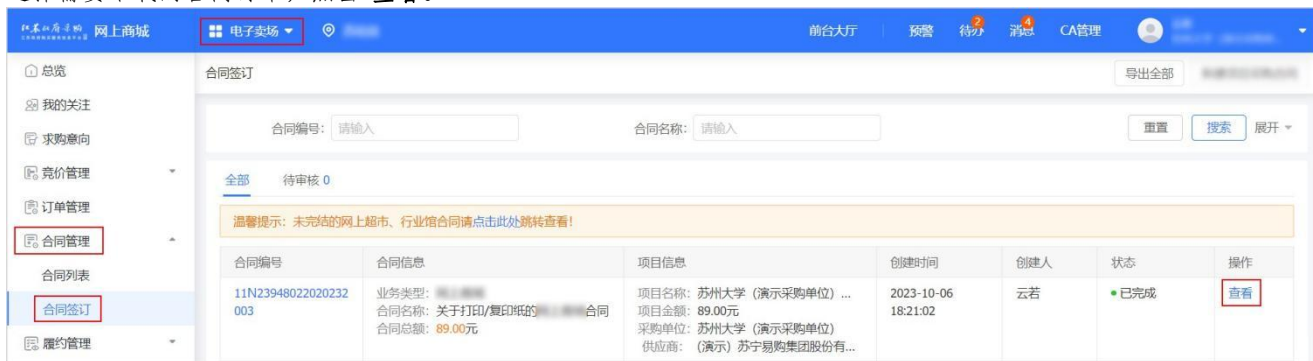 网上商城
电子卖场
前台大厅
预警
待办
2
消息
4
CA管理
总览
我的关注
求购意向
竞价管理
订单管理
合同管理
合同列表
合同签订
履约管理
合同签订
导出全部
合同编号： 请输入
合同名称： 请输入
重置
搜索
展开
全部
待审核 0
温馨提示：未完结的网上超市、行业馆合同请点击此处跳转查看！
合同编号
合同信息
项目信息
创建时间
创建人
状态
操作
11N23948022020232
003
业务类型：
合同名称：关于打印/复印纸的 合同
合同总额：89.00元
项目名称：苏州大学（演示采购单位）...
项目金额：89.00元
采购单位：苏州大学（演示采购单位）
供应商：（演示）苏宁易购集团股份有...
2023-10-06
18:21:02
云若
已完成
查看